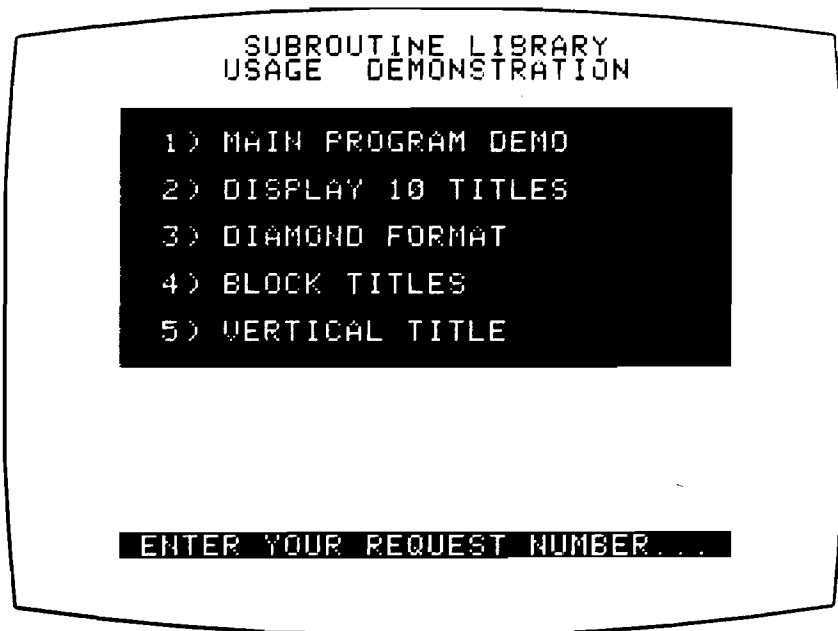 SUBROUTINE LIBRARY
USAGE DEMONSTRATION
1) MAIN PROGRAM DEMO
2) DISPLAY 10 TITLES
3) DIAMOND FORMAT
4) BLOCK TITLES
5) VERTICAL TITLE
ENTER YOUR REQUEST NUMBER...